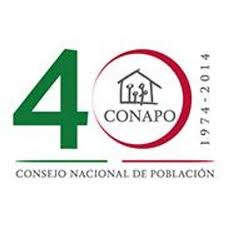 40
CONAPO
1974-2014
CONSEJO NACIONAL DE POBLACIÓN